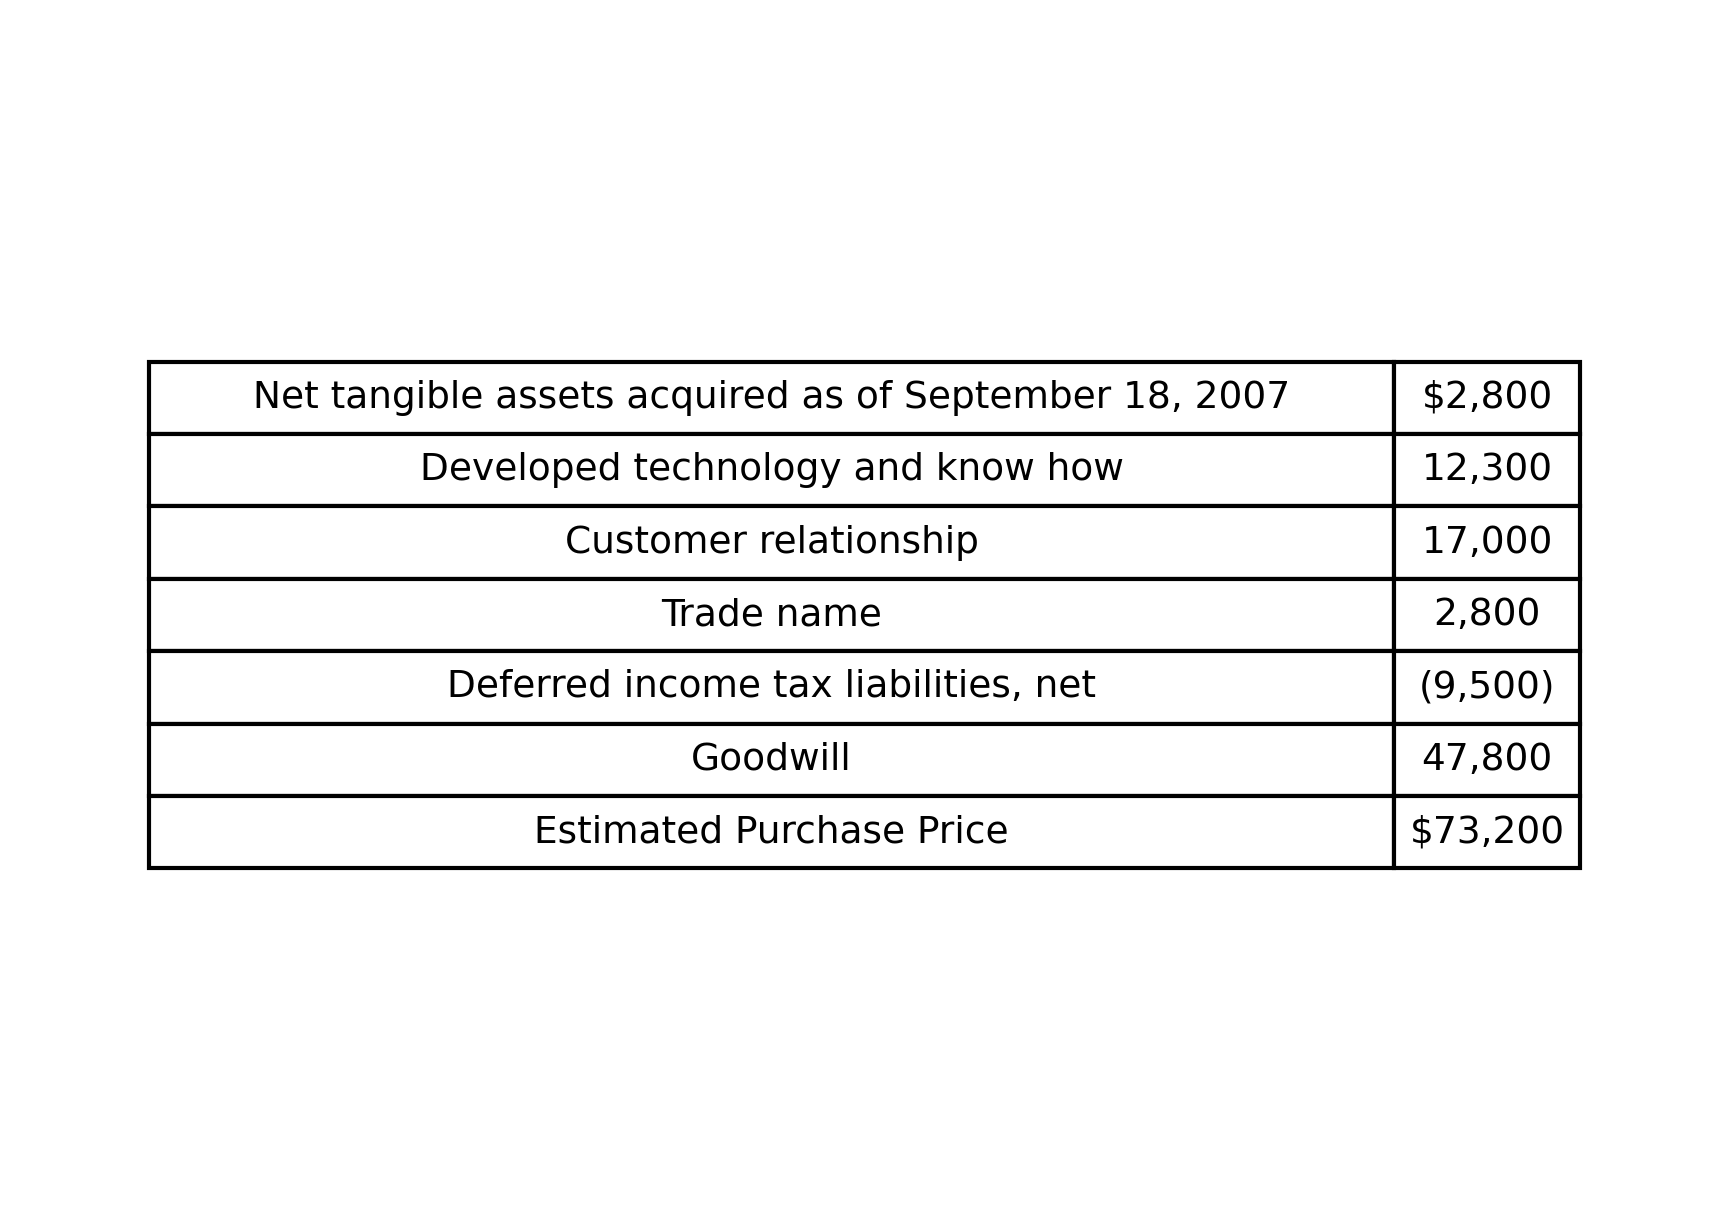 Net tangible assets acquired as of September 18, 2007 $2,800
Developed technology and know how 12,300
Customer relationship 17,000
Trade name 2,800
Deferred income tax liabilities, net (9,500)
Goodwill 47,800
Estimated Purchase Price $73,200